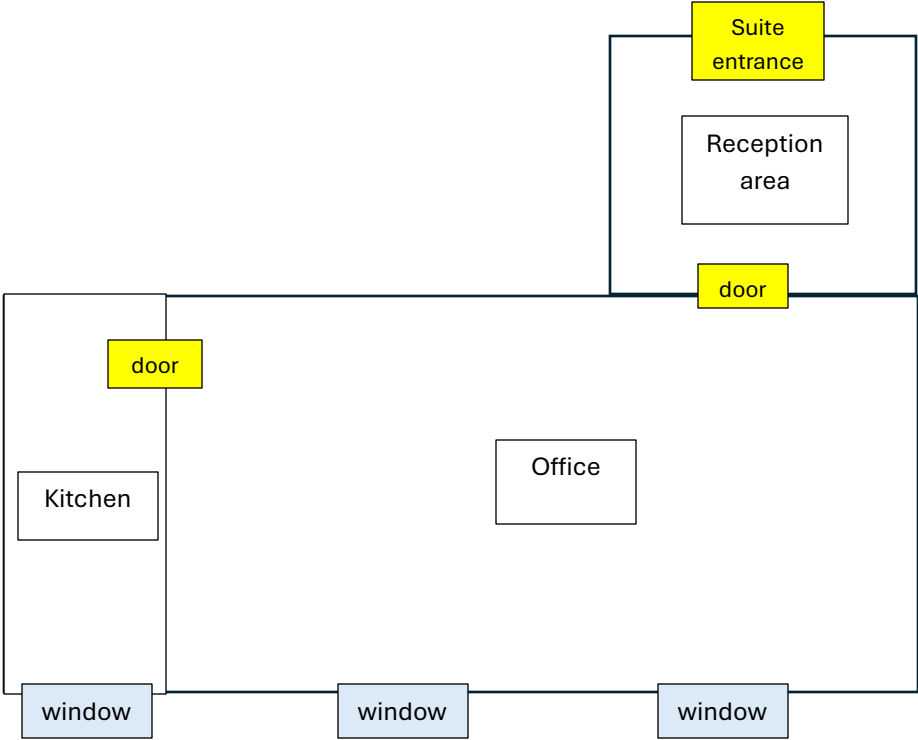 Suite
entrance
Reception
area
door
door
Office
Kitchen
window
window
window